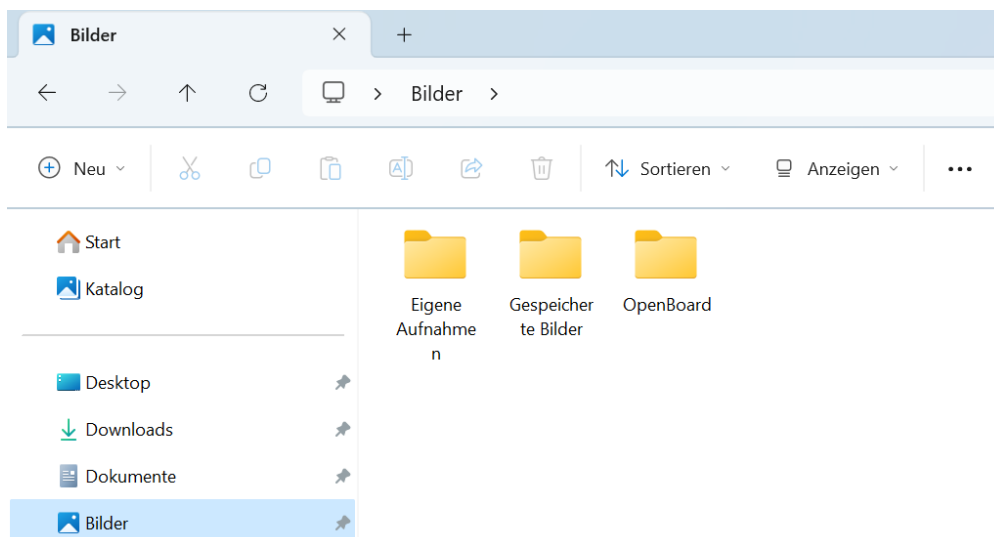 Bilder
Bilder
Neu
Sortieren
Anzeigen
Start
Katalog
Desktop
Downloads
Dokumente
Bilder
Eigene
Aufnahme
n
Gespeicher
te Bilder
OpenBoard